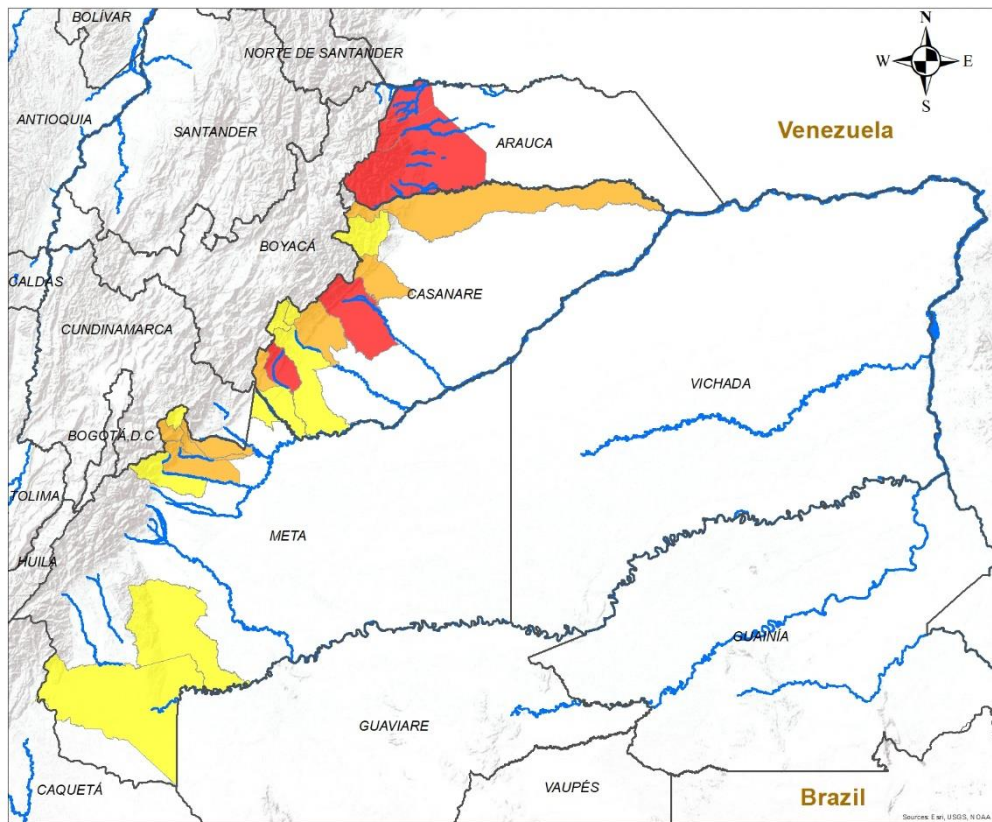 BOLÍVAR
NORTE DE SANTANDER
N
W
E
S
ANTIOQUIA
SANTANDER
ARAUCA
Venezuela
BOYACÁ
CALDAS
CASANARE
CUNDINAMARCA
VICHADA
BOGOTÁ D.C
TOLIMA
META
HUILA
GUAINÍA
GUAVIARE
CAQUETÁ
VAUPÉS
Brazil
Sources: Esri, USGS, NOAA